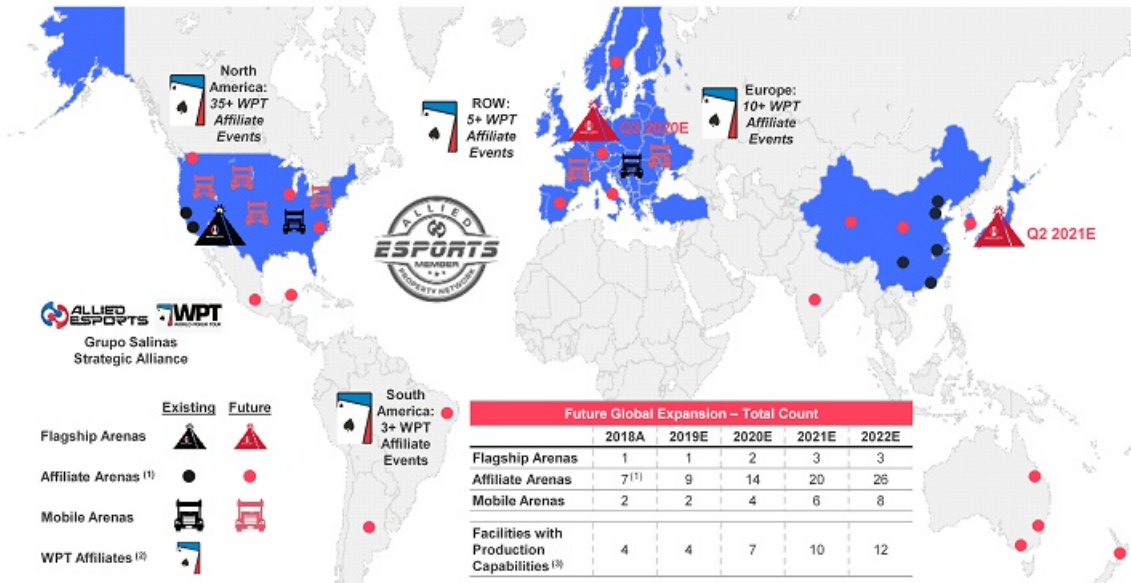 North
America:
35+ WPT
Affiliate
Events
ROW:
5+ WPT
Affiliate
Events
Q3 2020E
Europe:
10+ WPT
Affiliate
Events
Q2 2021E
ALLIED
ESPORTS
MEMBER
PROPERTY NETWORK
ALLIED
ESPORTS
WPT
WORLD POKER TOUR
Grupo Salinas
Strategic Alliance
South
America:
3+ WPT
Affiliate
Events
Existing Future
Flagship Arenas
Affiliate Arenas (1)
Mobile Arenas
WPT Affiliates (2)
Future Global Expansion – Total Count
2018A 2019E 2020E 2021E 2022E
Flagship Arenas 1 1 2 3 3
Affiliate Arenas 7(1) 9 14 20 26
Mobile Arenas 2 2 4 6 8
Facilities with
Production 4 4 7 10 12
Capabilities (3)